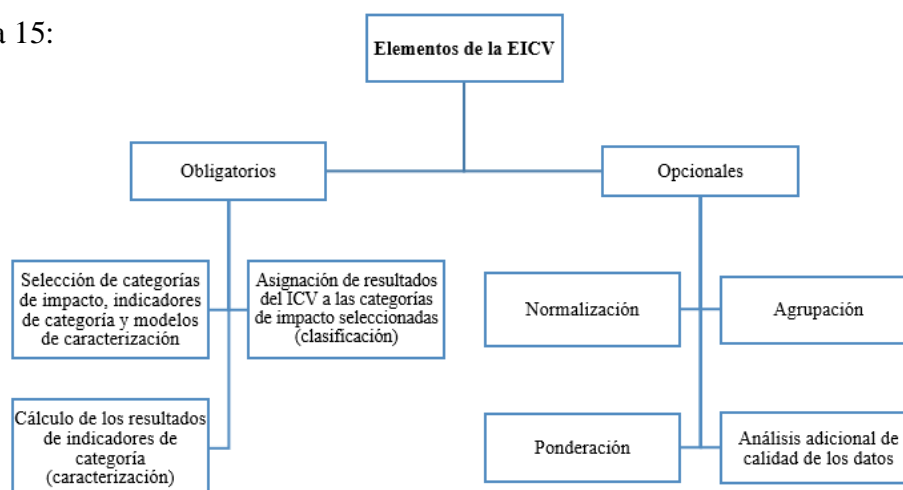 a 15:
Elementos de la EICV
Obligatorios
Opcionales
Selección de categorías
de impacto, indicadores
de categoría y modelos
de caracterización
Asignación de resultados
del ICV a las categorías
de impacto seleccionadas
(clasificación)
Cálculo de los resultados
de indicadores de
categoría
(caracterización)
Normalización
Agrupación
Ponderación
Análisis adicional de
calidad de los datos